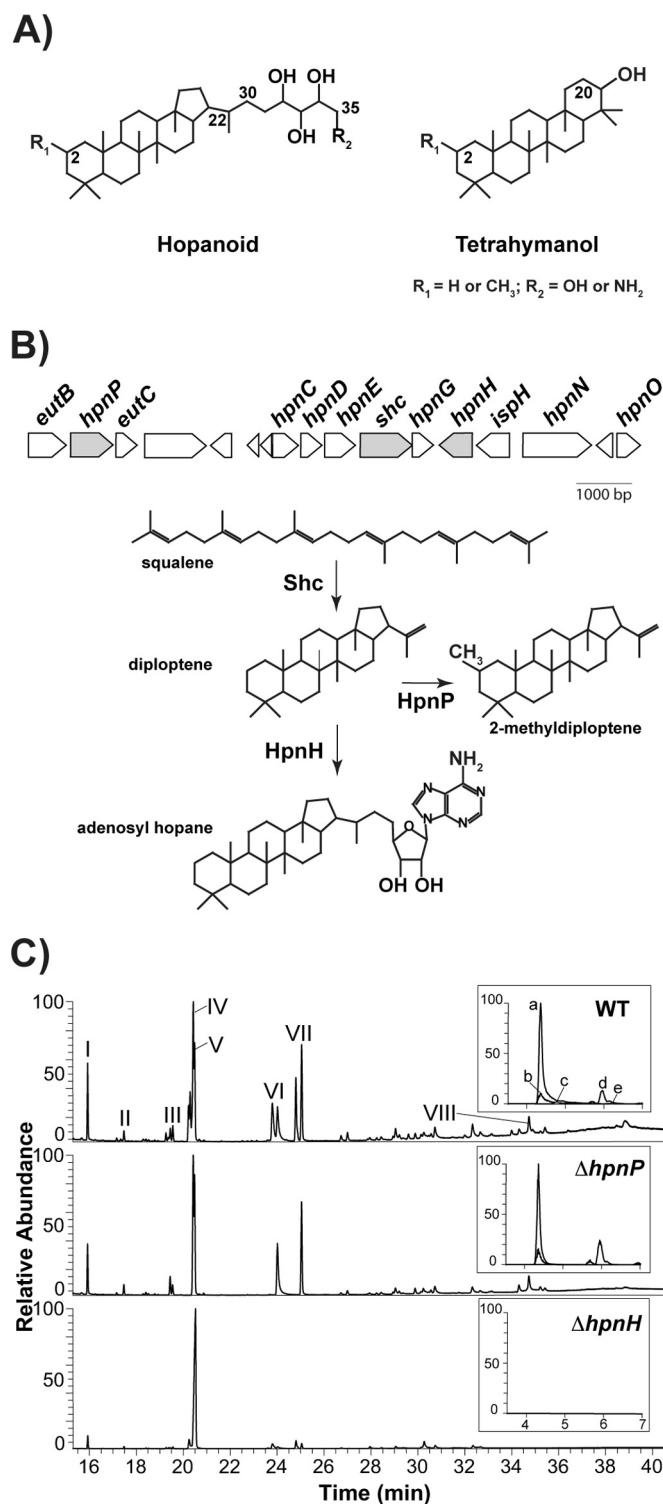 A)
OH OH
30 35
22
OH R2
R1 2
Hopanoid
OH
20
R1 2
Tetrahymanol
R1 = H or CH3; R2 = OH or NH2
B)
eutB hpnP eutC hpnC hpnD hpnE shc hpnG hpnH ispH hpnN hpnO
1000 bp
squalene
Shc
diploptene
CH3
HpnP
2-methyldiploptene
HpnH
NH2
N N
N N
adenosyl hopane
O
OH OH
C)
Relative Abundance
100
50
0
I II III IV V VI VII VIII
WT
100
50
0
a b c d e
100
50
0
ΔhpnP
100
50
0
100
50
0
ΔhpnH
100
50
0
4 5 6 7
16 18 20 22 24 26 28 30 32 34 36 38 40
Time (min)